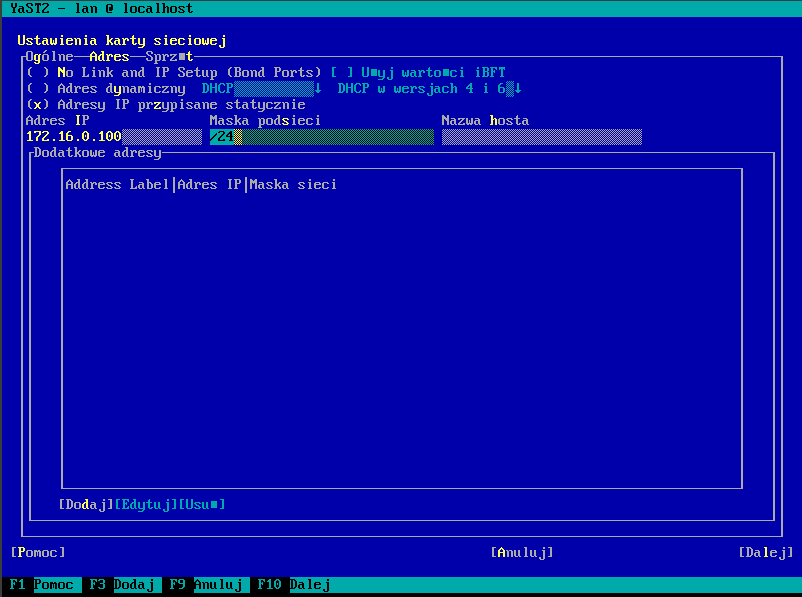 YaST2 - lan @ localhost
Ustawienia karty sieciowej
Ogólne Adres Sprz■t
( ) No Link and IP Setup (Bond Ports) [ ] U■yj warto■ci iBFT
( ) Adres dynamiczny DHCP↓ DHCP w wersjach 4 i 6↓
(x) Adresy IP przypisane statycznie
Adres IP Maska podsieci Nazwa hosta
172.16.0.100 /24
Dodatkowe adresy
Address Label|Adres IP|Maska sieci
[Dodaj][Edytuj][Usu■]
[Pomoc] [Anuluj] [Dalej]
F1 Pomoc F3 Dodaj F9 Anuluj F10 Dalej